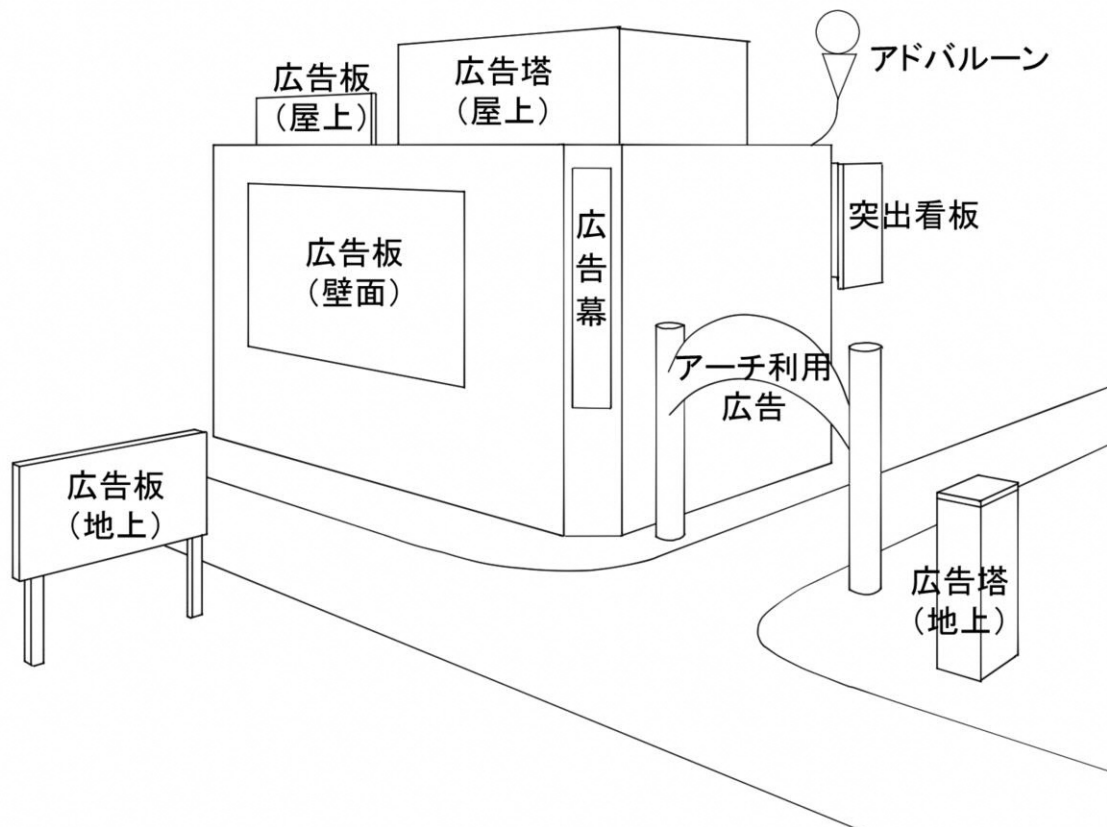 広告板
（屋上）
広告塔
（屋上）
アドバルーン
広告板
（壁面）
広告幕
突出看板
アーチ利用
広告
広告板
（地上）
広告塔
（地上）